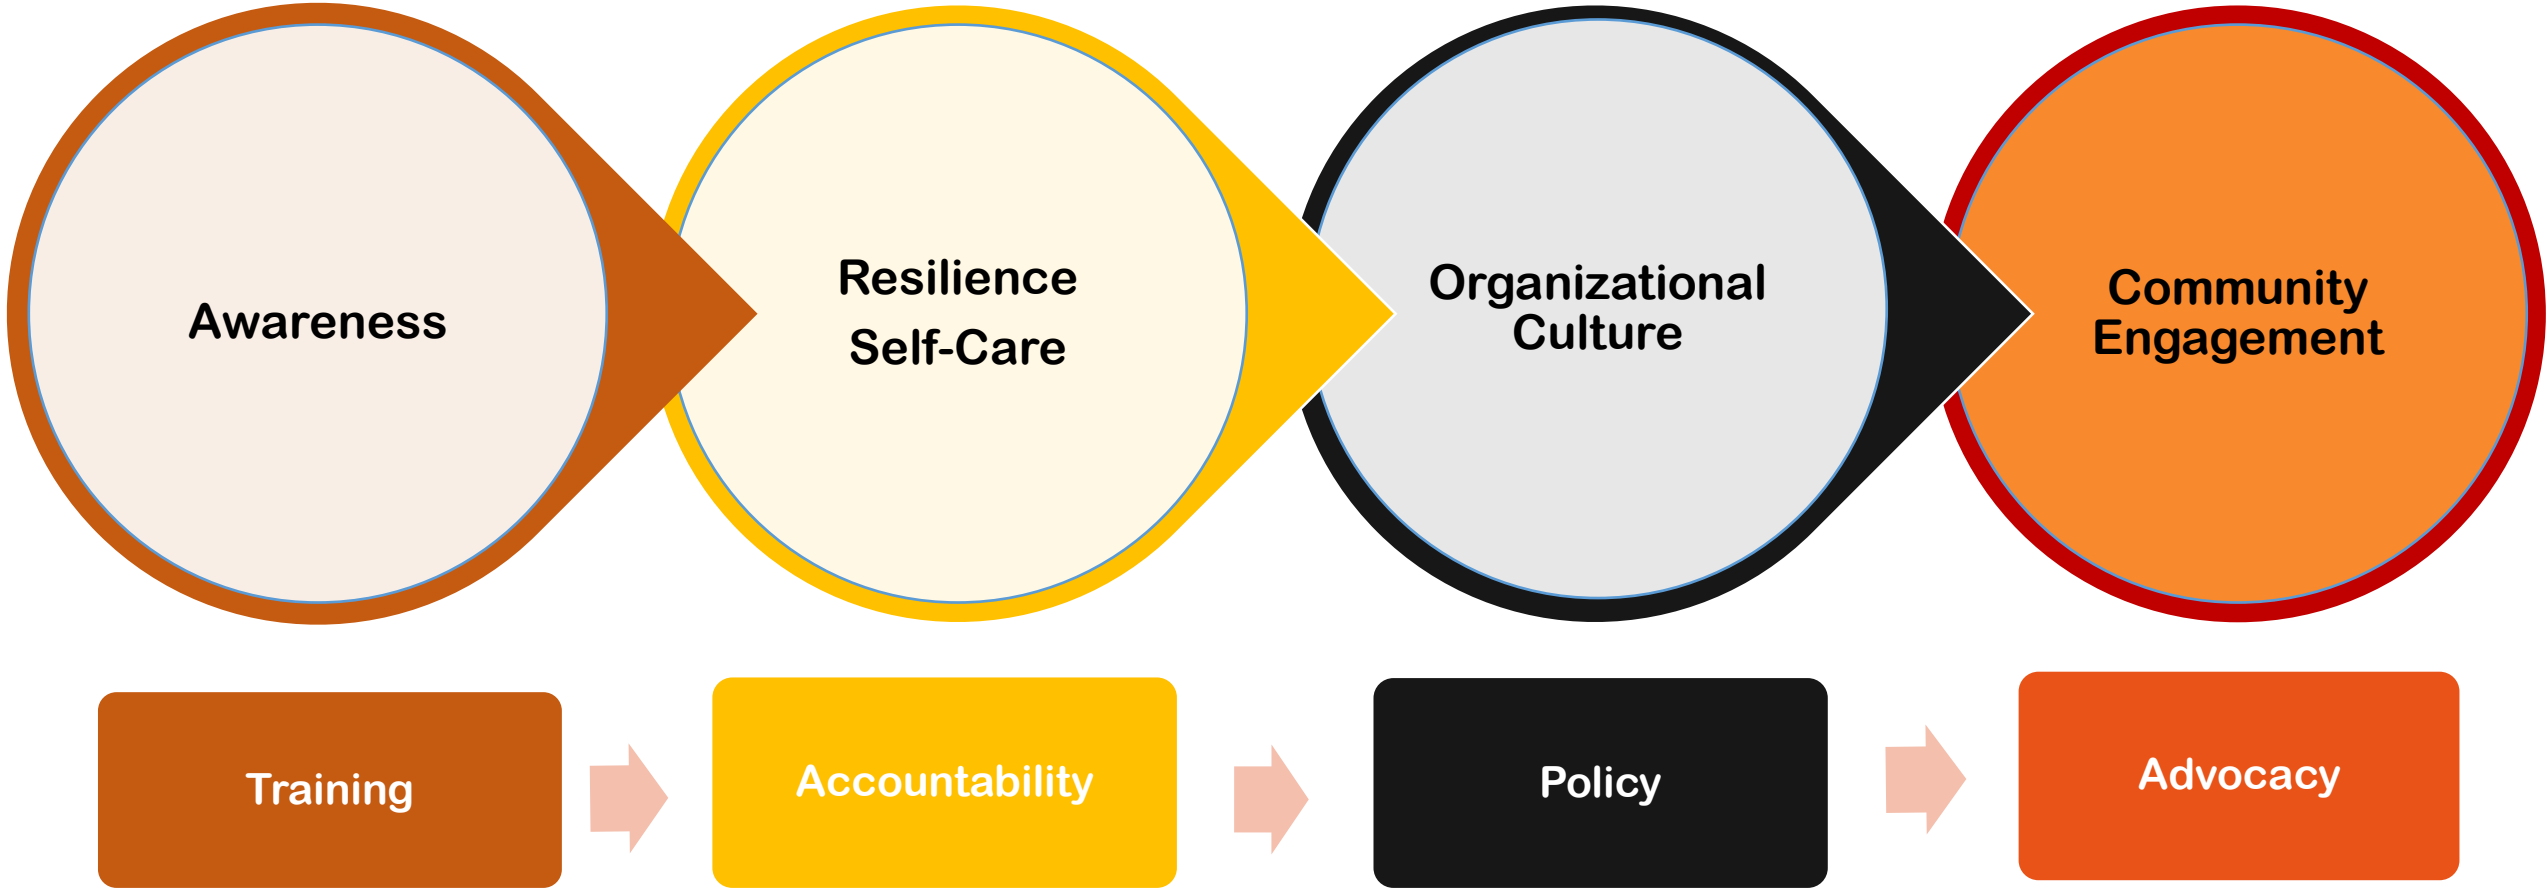 Awareness
Resilience
Self-Care
Organizational
Culture
Community
Engagement
Training
Accountability
Policy
Advocacy